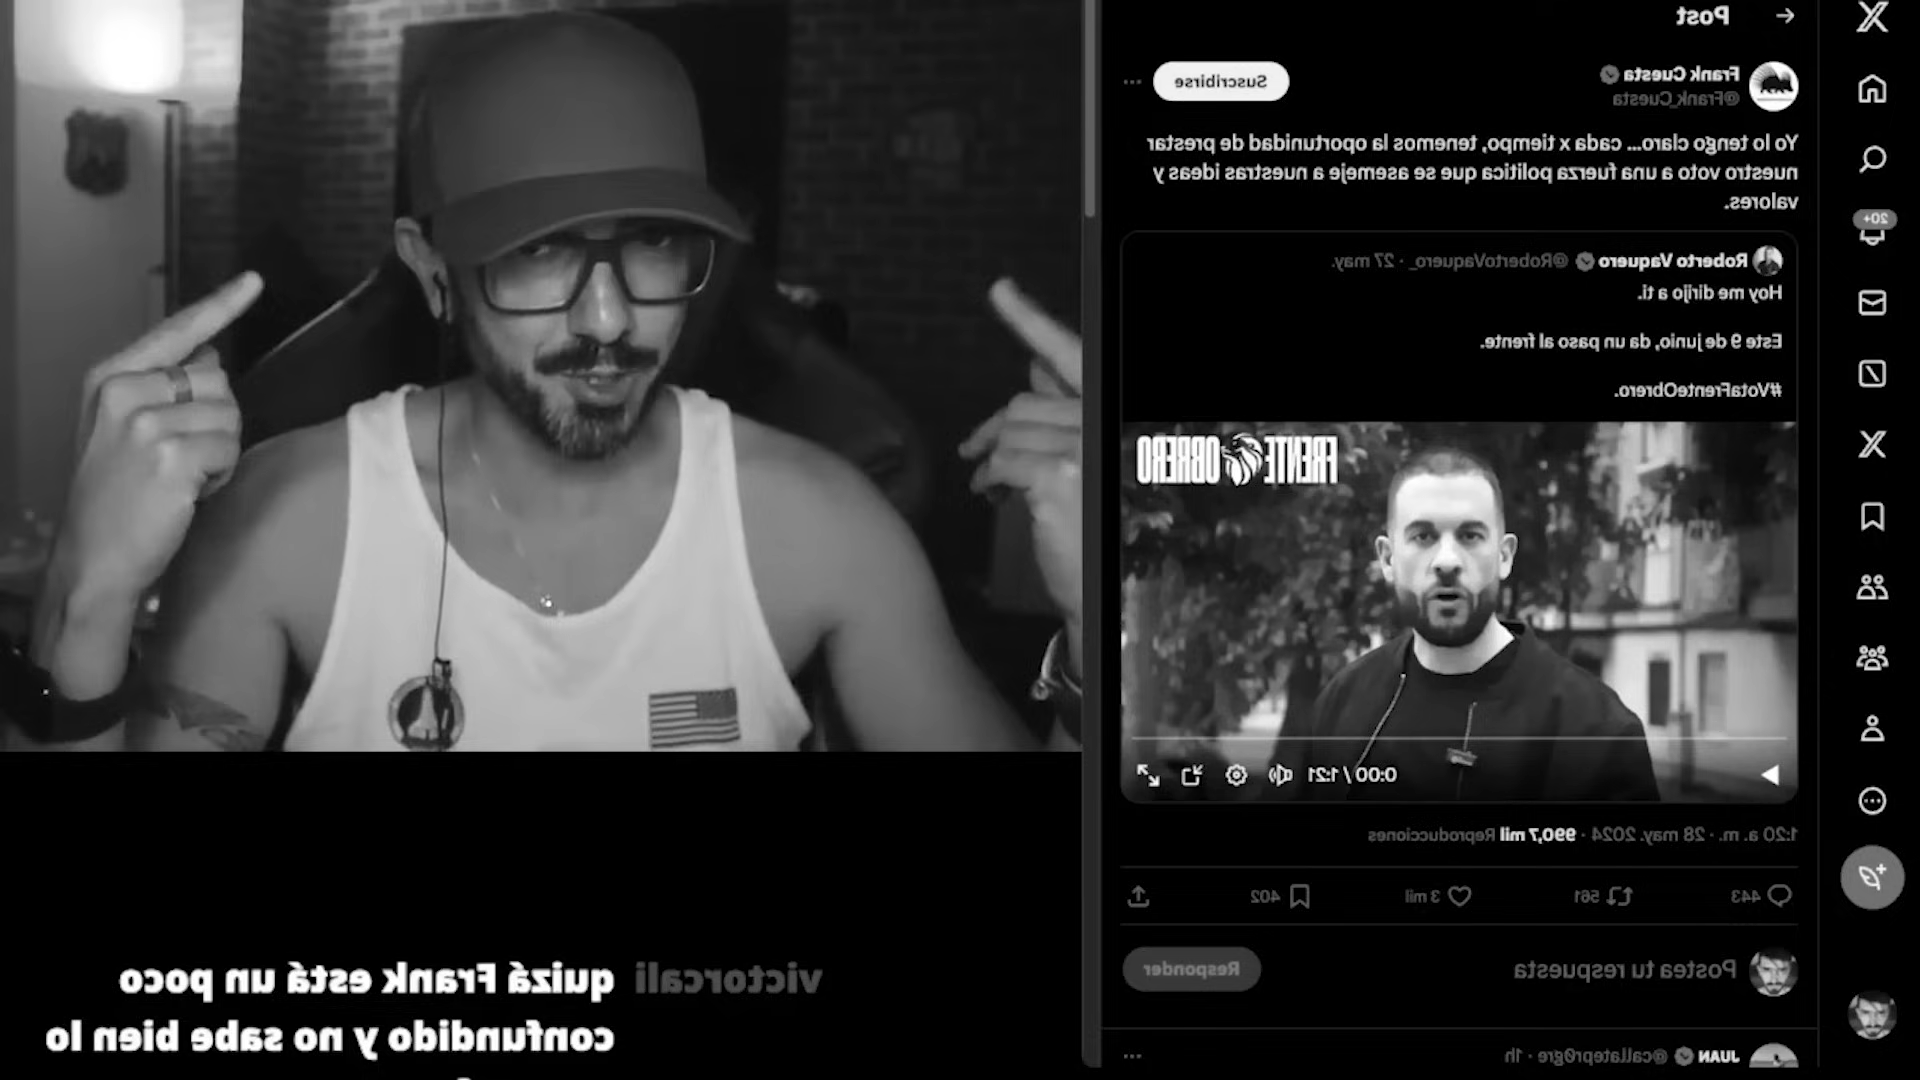 Post
Frank Cuesta
@Frank_Cuesta
Suscribirse
Yo lo tengo claro... cada x tiempo, tenemos la oportunidad de prestar
nuestro voto a una fuerza política que se asemeje a nuestras ideas y
valores.
20+
Roberto Vaquero @RobertoVaquero_ · 27 may.
Hoy me dirijo a ti.
Este 9 de junio, da un paso al frente.
#VotaFrenteObrero.
FRENTE OBRERO
0:00 / 1:21
1:20 a. m. · 28 may. 2024 · 990,7 mil Reproducciones
443 561 3 mil 402
Postea tu respuesta
Responder
JUAN @callateprogre · 1h
victorcali quizá Frank está un poco
confundido y no sabe bien lo